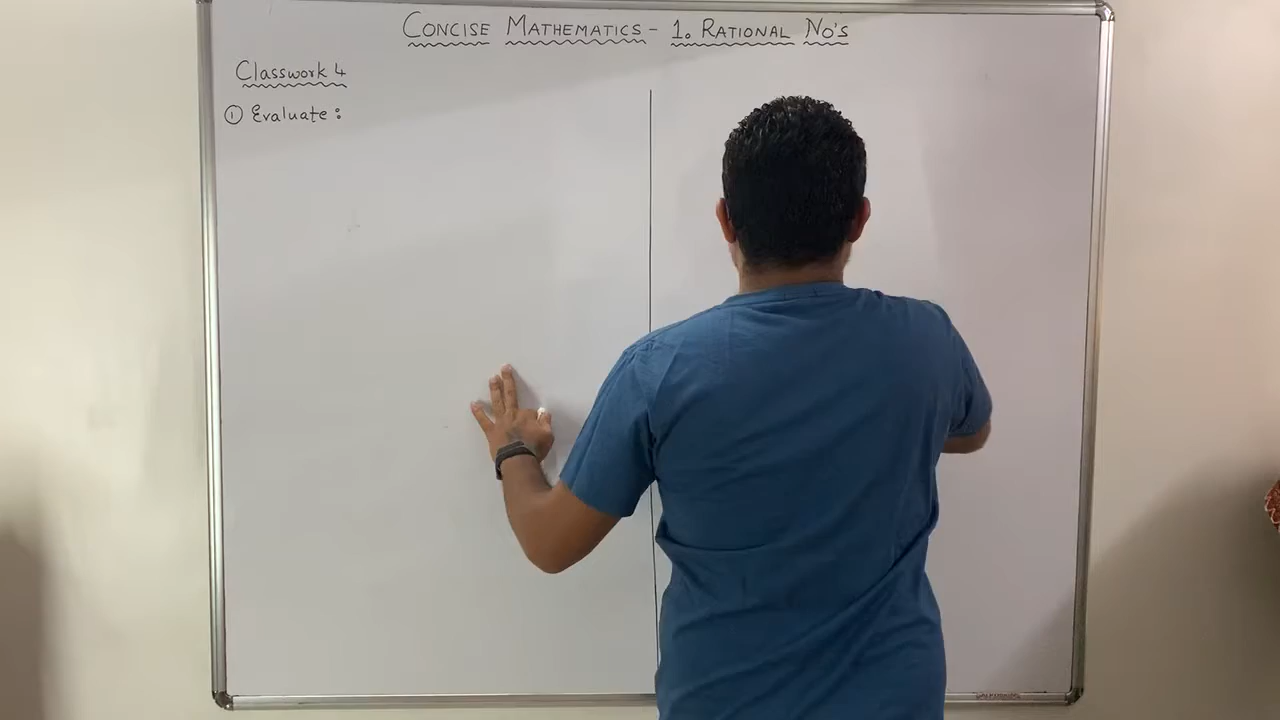 CONCISE MATHEMATICS - 1. RATIONAL NO'S
Classwork 4
① Evaluate :